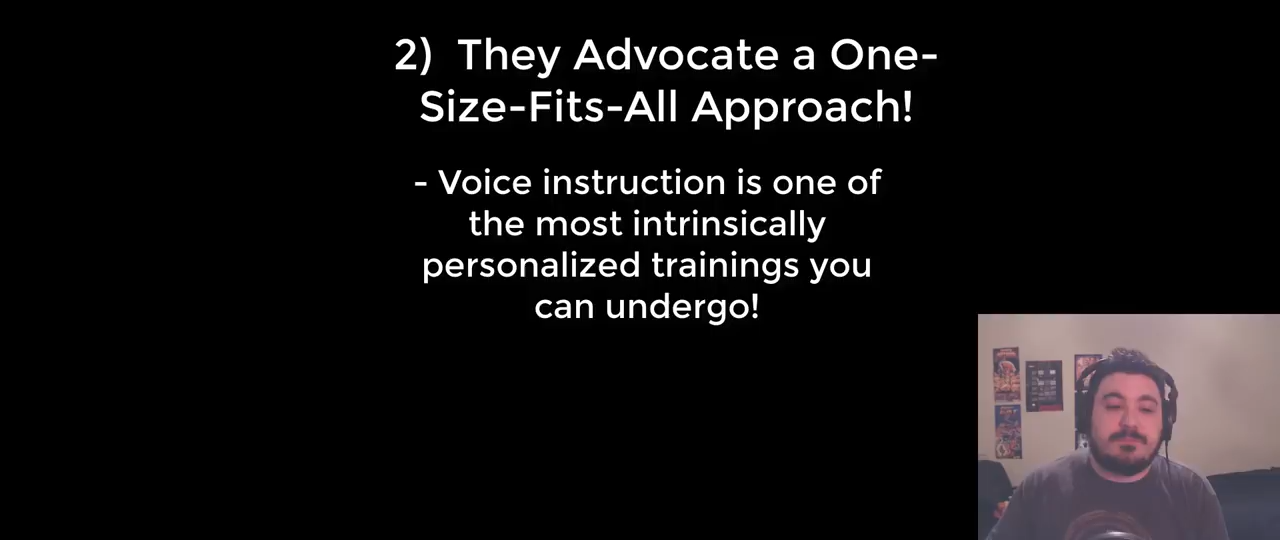 2) They Advocate a One-
Size-Fits-All Approach!
- Voice instruction is one of
the most intrinsically
personalized trainings you
can undergo!